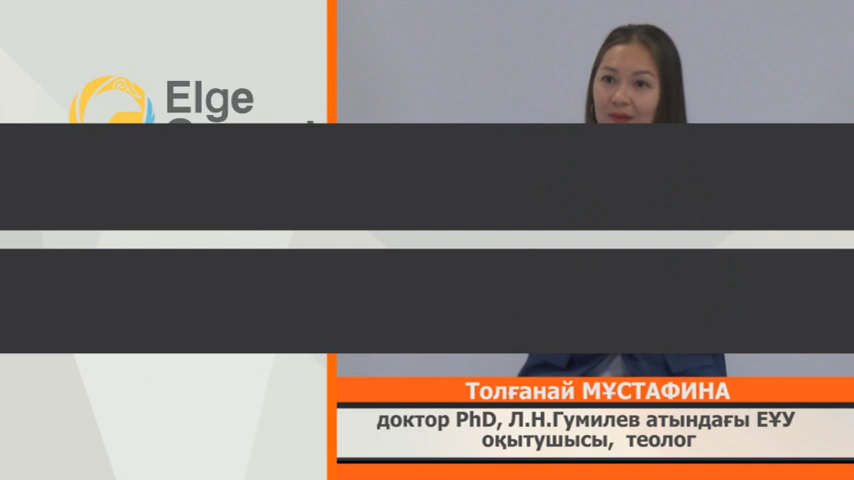 Elge
Толғанай МҰСТАФИНА
доктор PhD, Л.Н.Гумилев атындағы ЕҰУ
оқытушысы, теолог